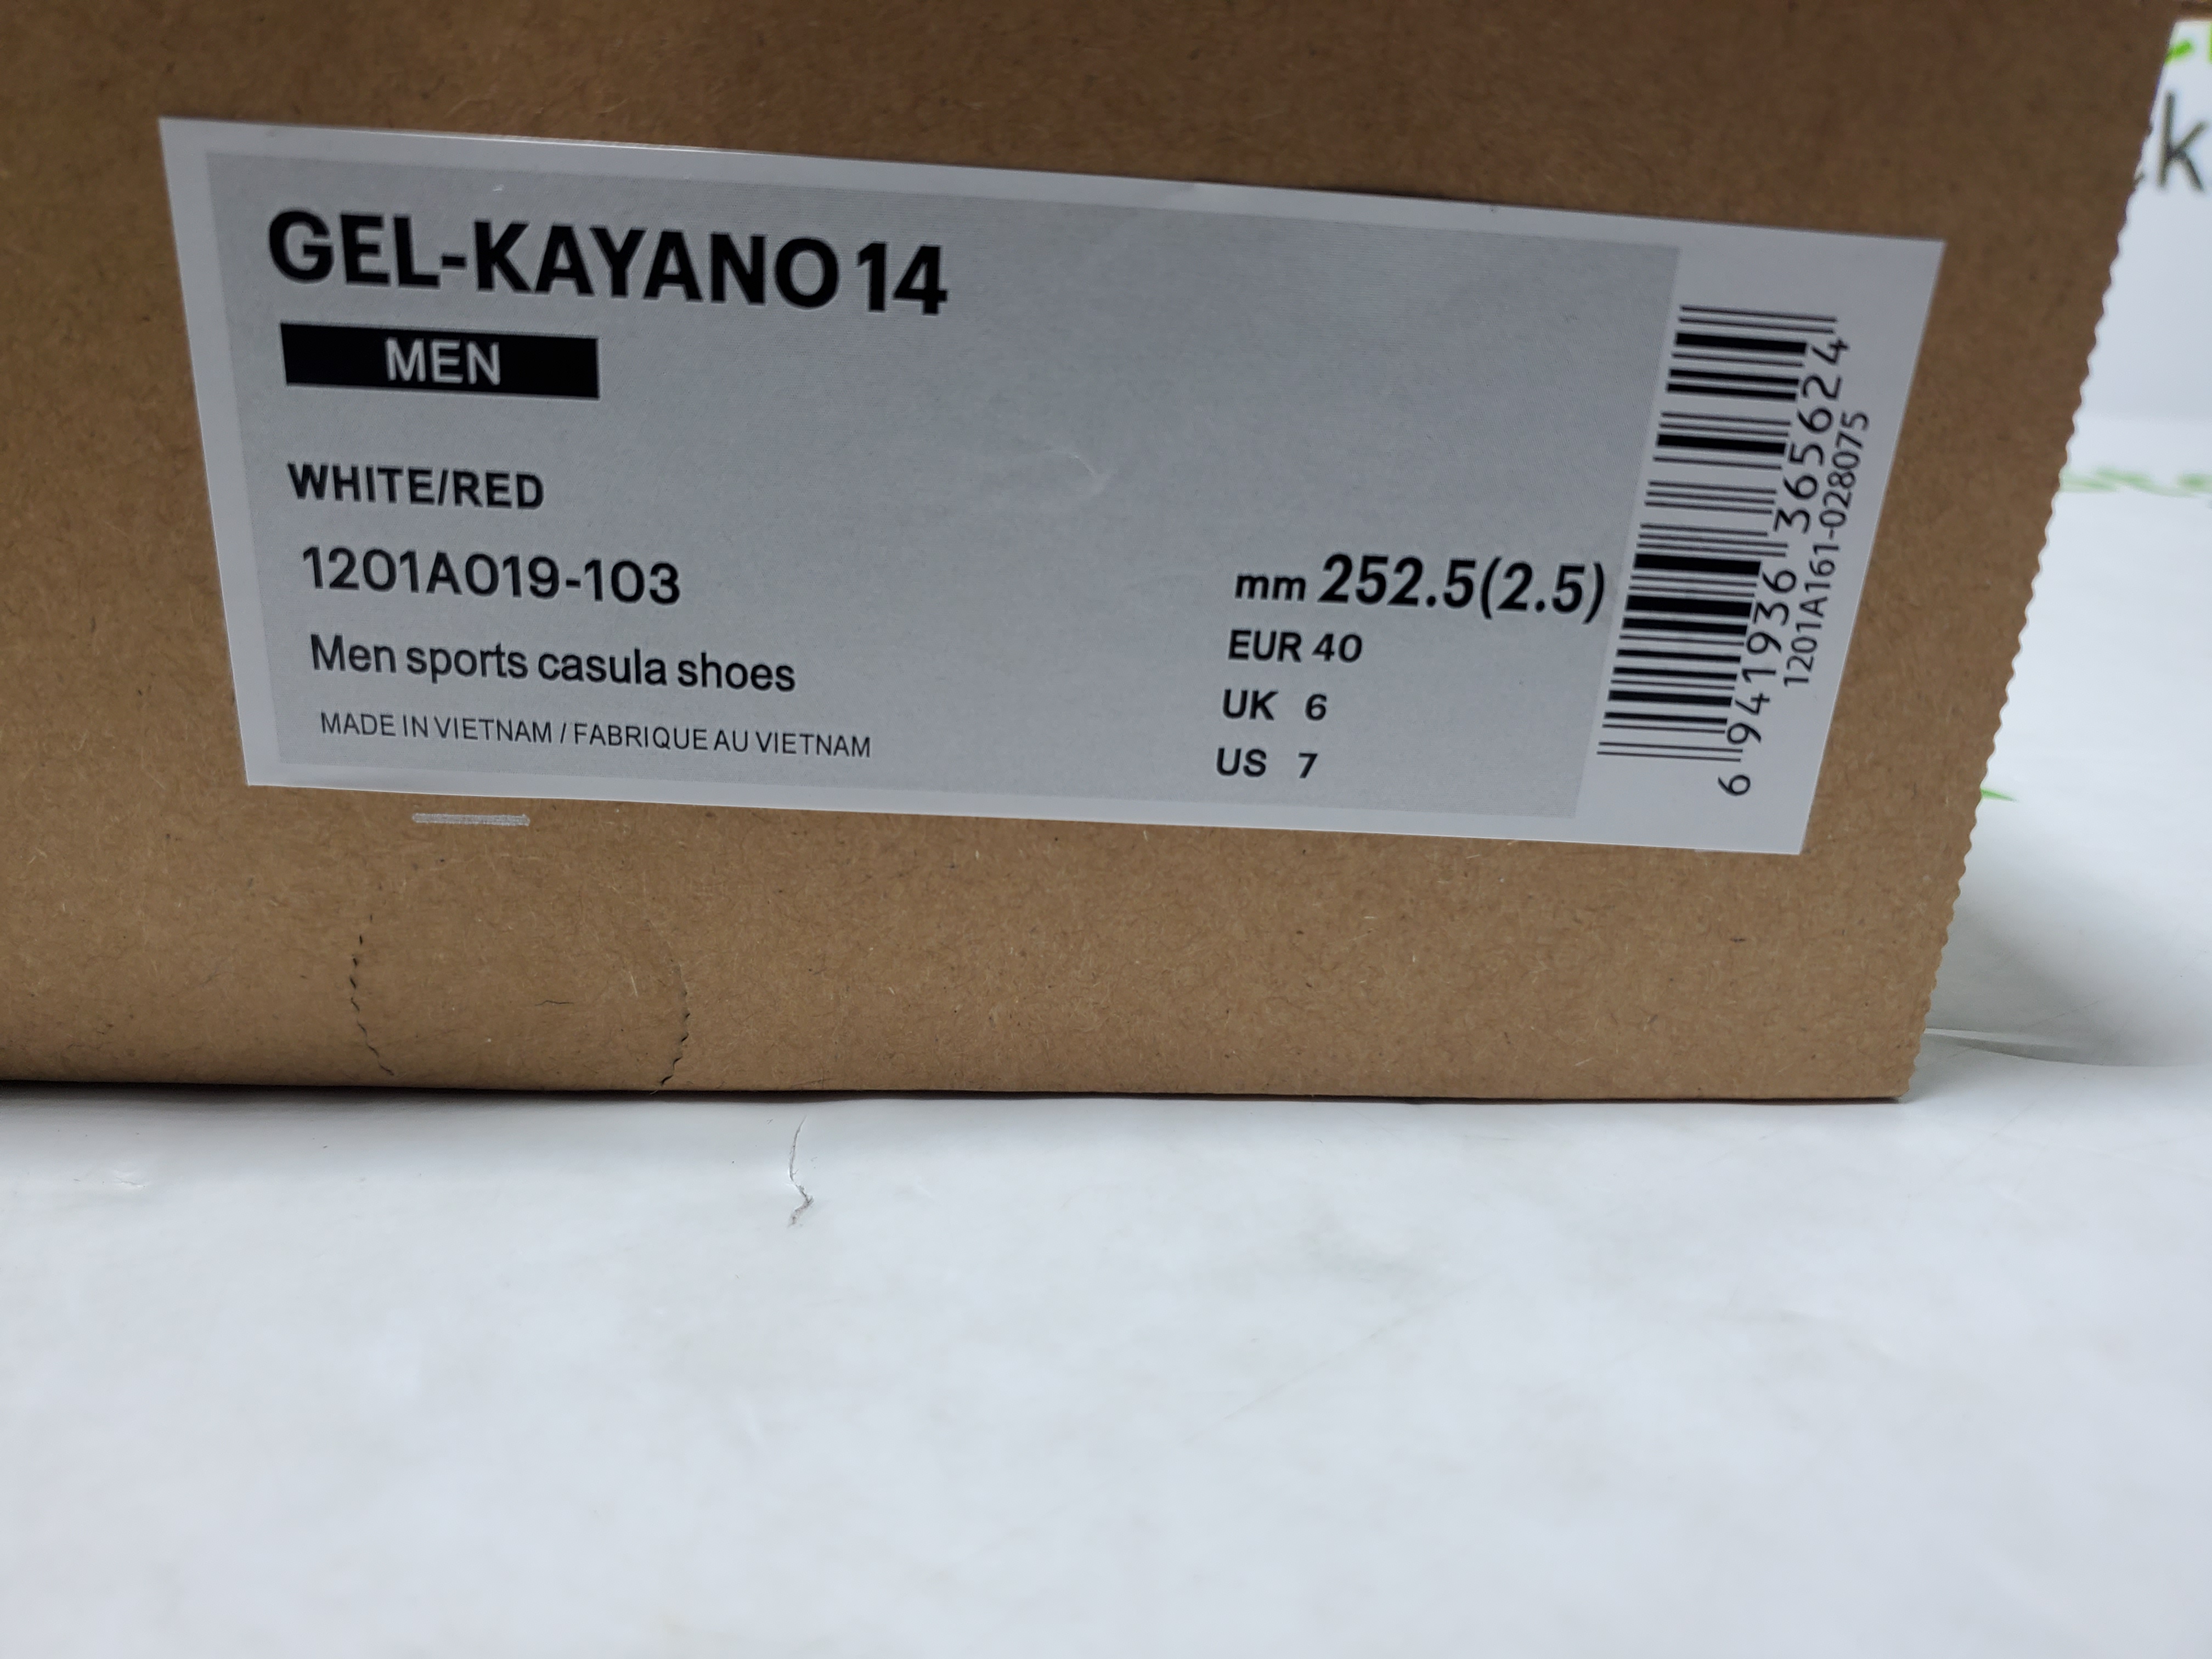 GEL-KAYANO 14
MEN
WHITE/RED
1201A019-103
Men sports casula shoes
MADE IN VIETNAM / FABRIQUE AU VIETNAM
mm 252.5(2.5)
EUR 40
UK 6
US 7
6 941936 365624
1201A161-028075